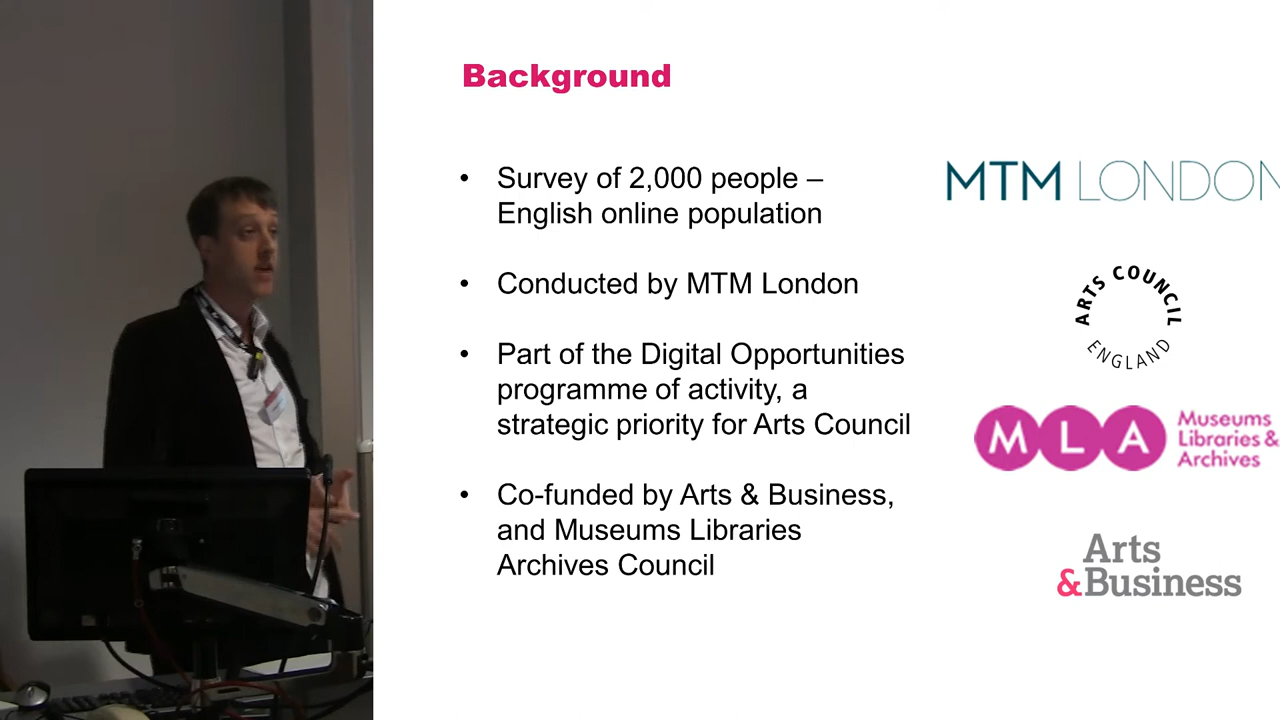 Background
• Survey of 2,000 people –
English online population
• Conducted by MTM London
• Part of the Digital Opportunities
programme of activity, a
strategic priority for Arts Council
• Co-funded by Arts & Business,
and Museums Libraries
Archives Council
MTM LONDON
ARTS COUNCIL
ENGLAND
MLA
Museums
Libraries &
Archives
Arts
&Business